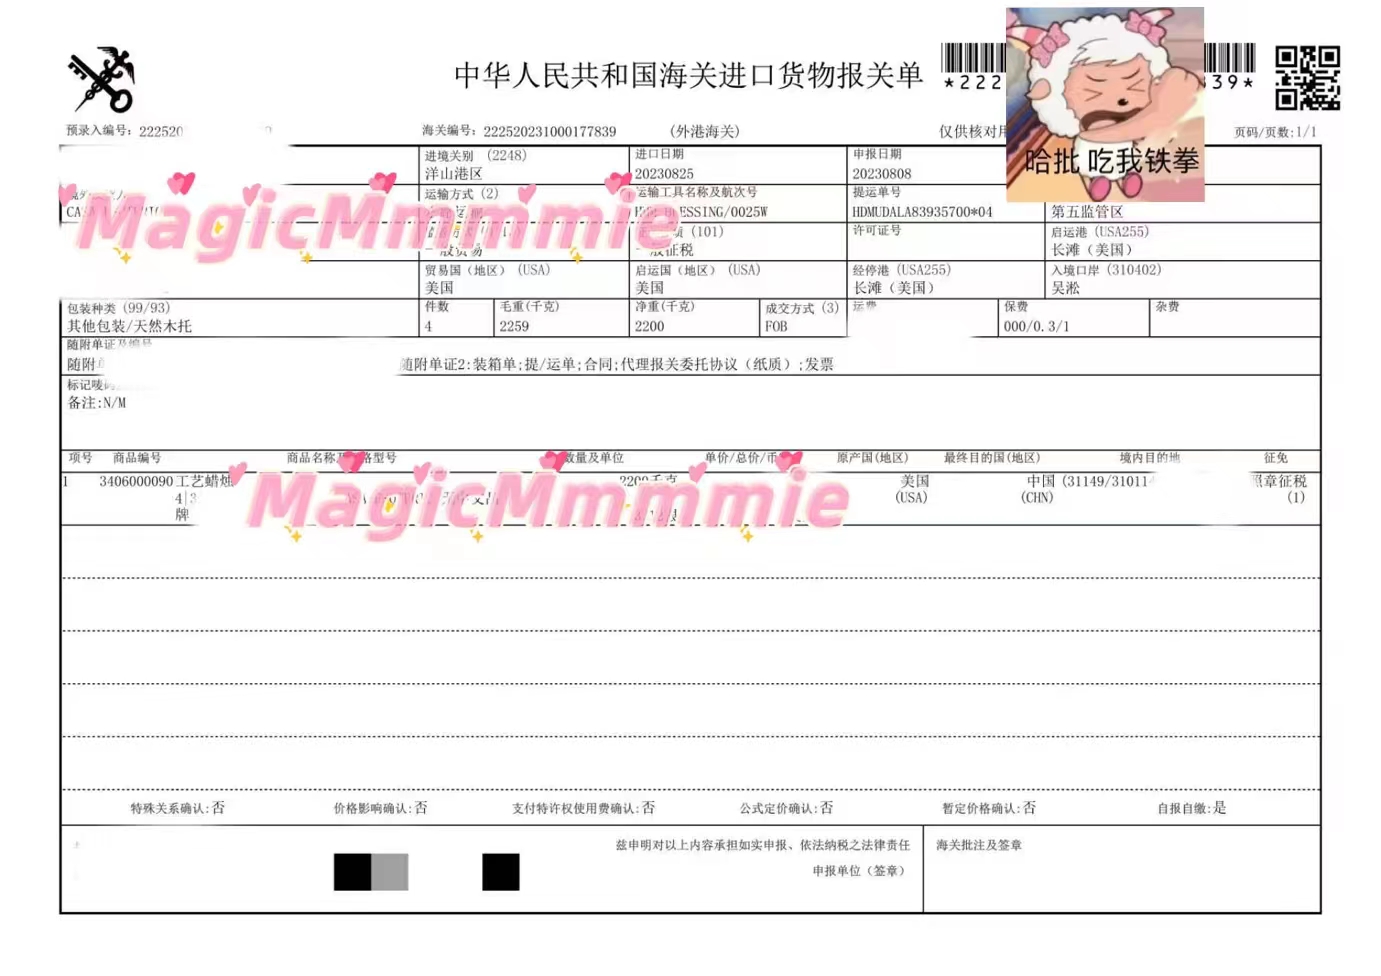 中华人民共和国海关进口货物报关单
*222
39*
哈批 吃我铁拳
预录入编号: 222520
海关编号: 222520231000177839 (外港海关)
仅供核对用
页码/页数:1/1
进境关别 (2248)
洋山港区
进口日期
20230825
申报日期
20230808
MagicMmmmie
运输方式 (2)
运输工具名称及航次号
BLESSING/0025W
提运单号
HDMUDALA83935700*04
第五监管区
(101)
一般征税
许可证号
启运港 (USA255)
长滩（美国）
贸易国（地区） (USA)
美国
启运国（地区） (USA)
美国
经停港 (USA255)
长滩（美国）
入境口岸 (310402)
吴淞
包装种类 (99/93)
其他包装/天然木托
件数
4
毛重(千克)
2259
净重(千克)
2200
成交方式 (3)
FOB
运费
保费
000/0.3/1
杂费
随附单证及编号
随附
随附单证2:装箱单;提/运单;合同;代理报关委托协议（纸质）;发票
标记唛码
备注:N/M
项号 商品编号 商品名称及规格型号 数量及单位 单价/总价/币 原产国(地区) 最终目的国(地区) 境内目的地 征免
1 3406000090 工艺蜡烛 2200千克 美国 中国 (31149/31011 照章征税
4|3 (USA) (CHN) (1)
牌
MagicMmmmie
特殊关系确认:否 价格影响确认:否 支付特许权使用费确认:否 公式定价确认:否 暂定价格确认:否 自报自缴:是
兹申明对以上内容承担如实申报、依法纳税之法律责任
申报单位（签章）
海关批注及签章